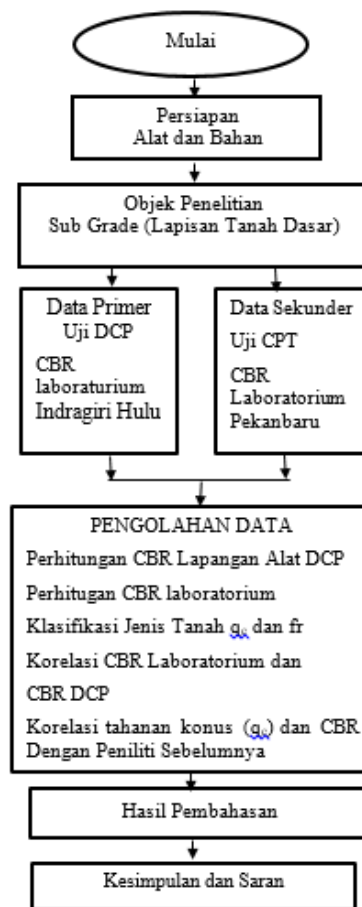 Mulai
Persiapan
Alat dan Bahan
Objek Penelitian
Sub Grade (Lapisan Tanah Dasar)
Data Primer
Uji DCP
CBR
laboraturium
Indragiri Hulu
Data Sekunder
Uji CPT
CBR
Laboratorium
Pekanbaru
PENGOLAHAN DATA
Perhitungan CBR Lapangan Alat DCP
Perhitugan CBR laboratorium
Klasifikasi Jenis Tanah qc dan fr
Korelasi CBR Laboratorium dan
CBR DCP
Korelasi tahanan konus (qc) dan CBR
Dengan Peniliti Sebelumnya
Hasil Pembahasan
Kesimpulan dan Saran